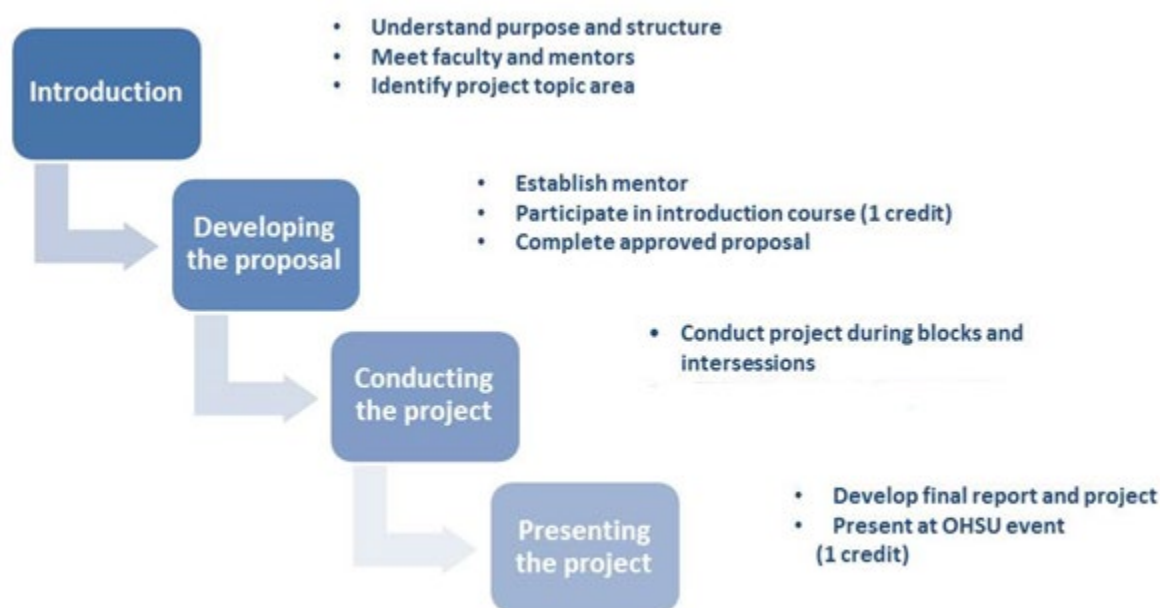 Introduction
• Understand purpose and structure
• Meet faculty and mentors
• Identify project topic area
Developing
the proposal
• Establish mentor
• Participate in introduction course (1 credit)
• Complete approved proposal
Conducting
the project
• Conduct project during blocks and
intersessions
Presenting
the project
• Develop final report and project
• Present at OHSU event
(1 credit)